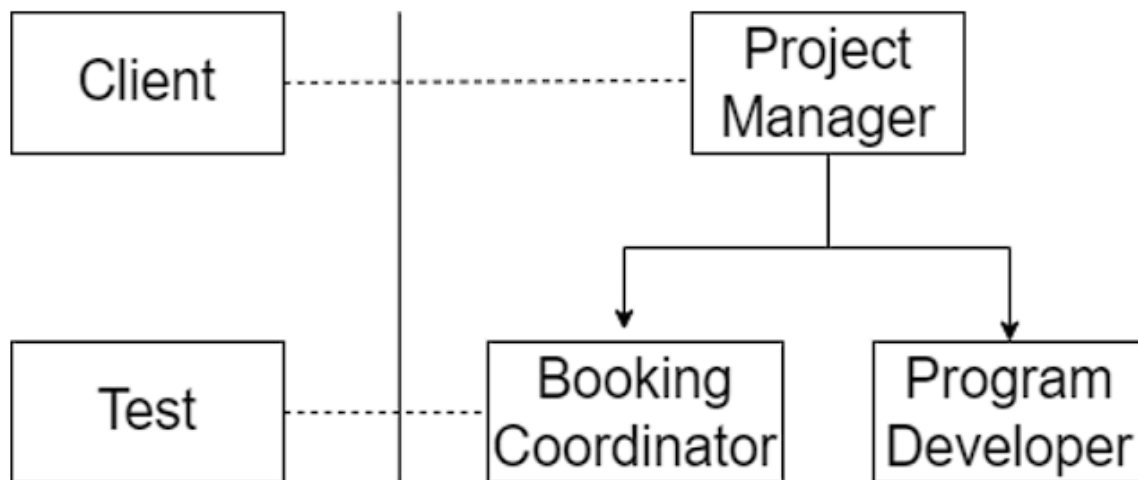 Client
Project
Manager
Test
Booking
Coordinator
Program
Developer